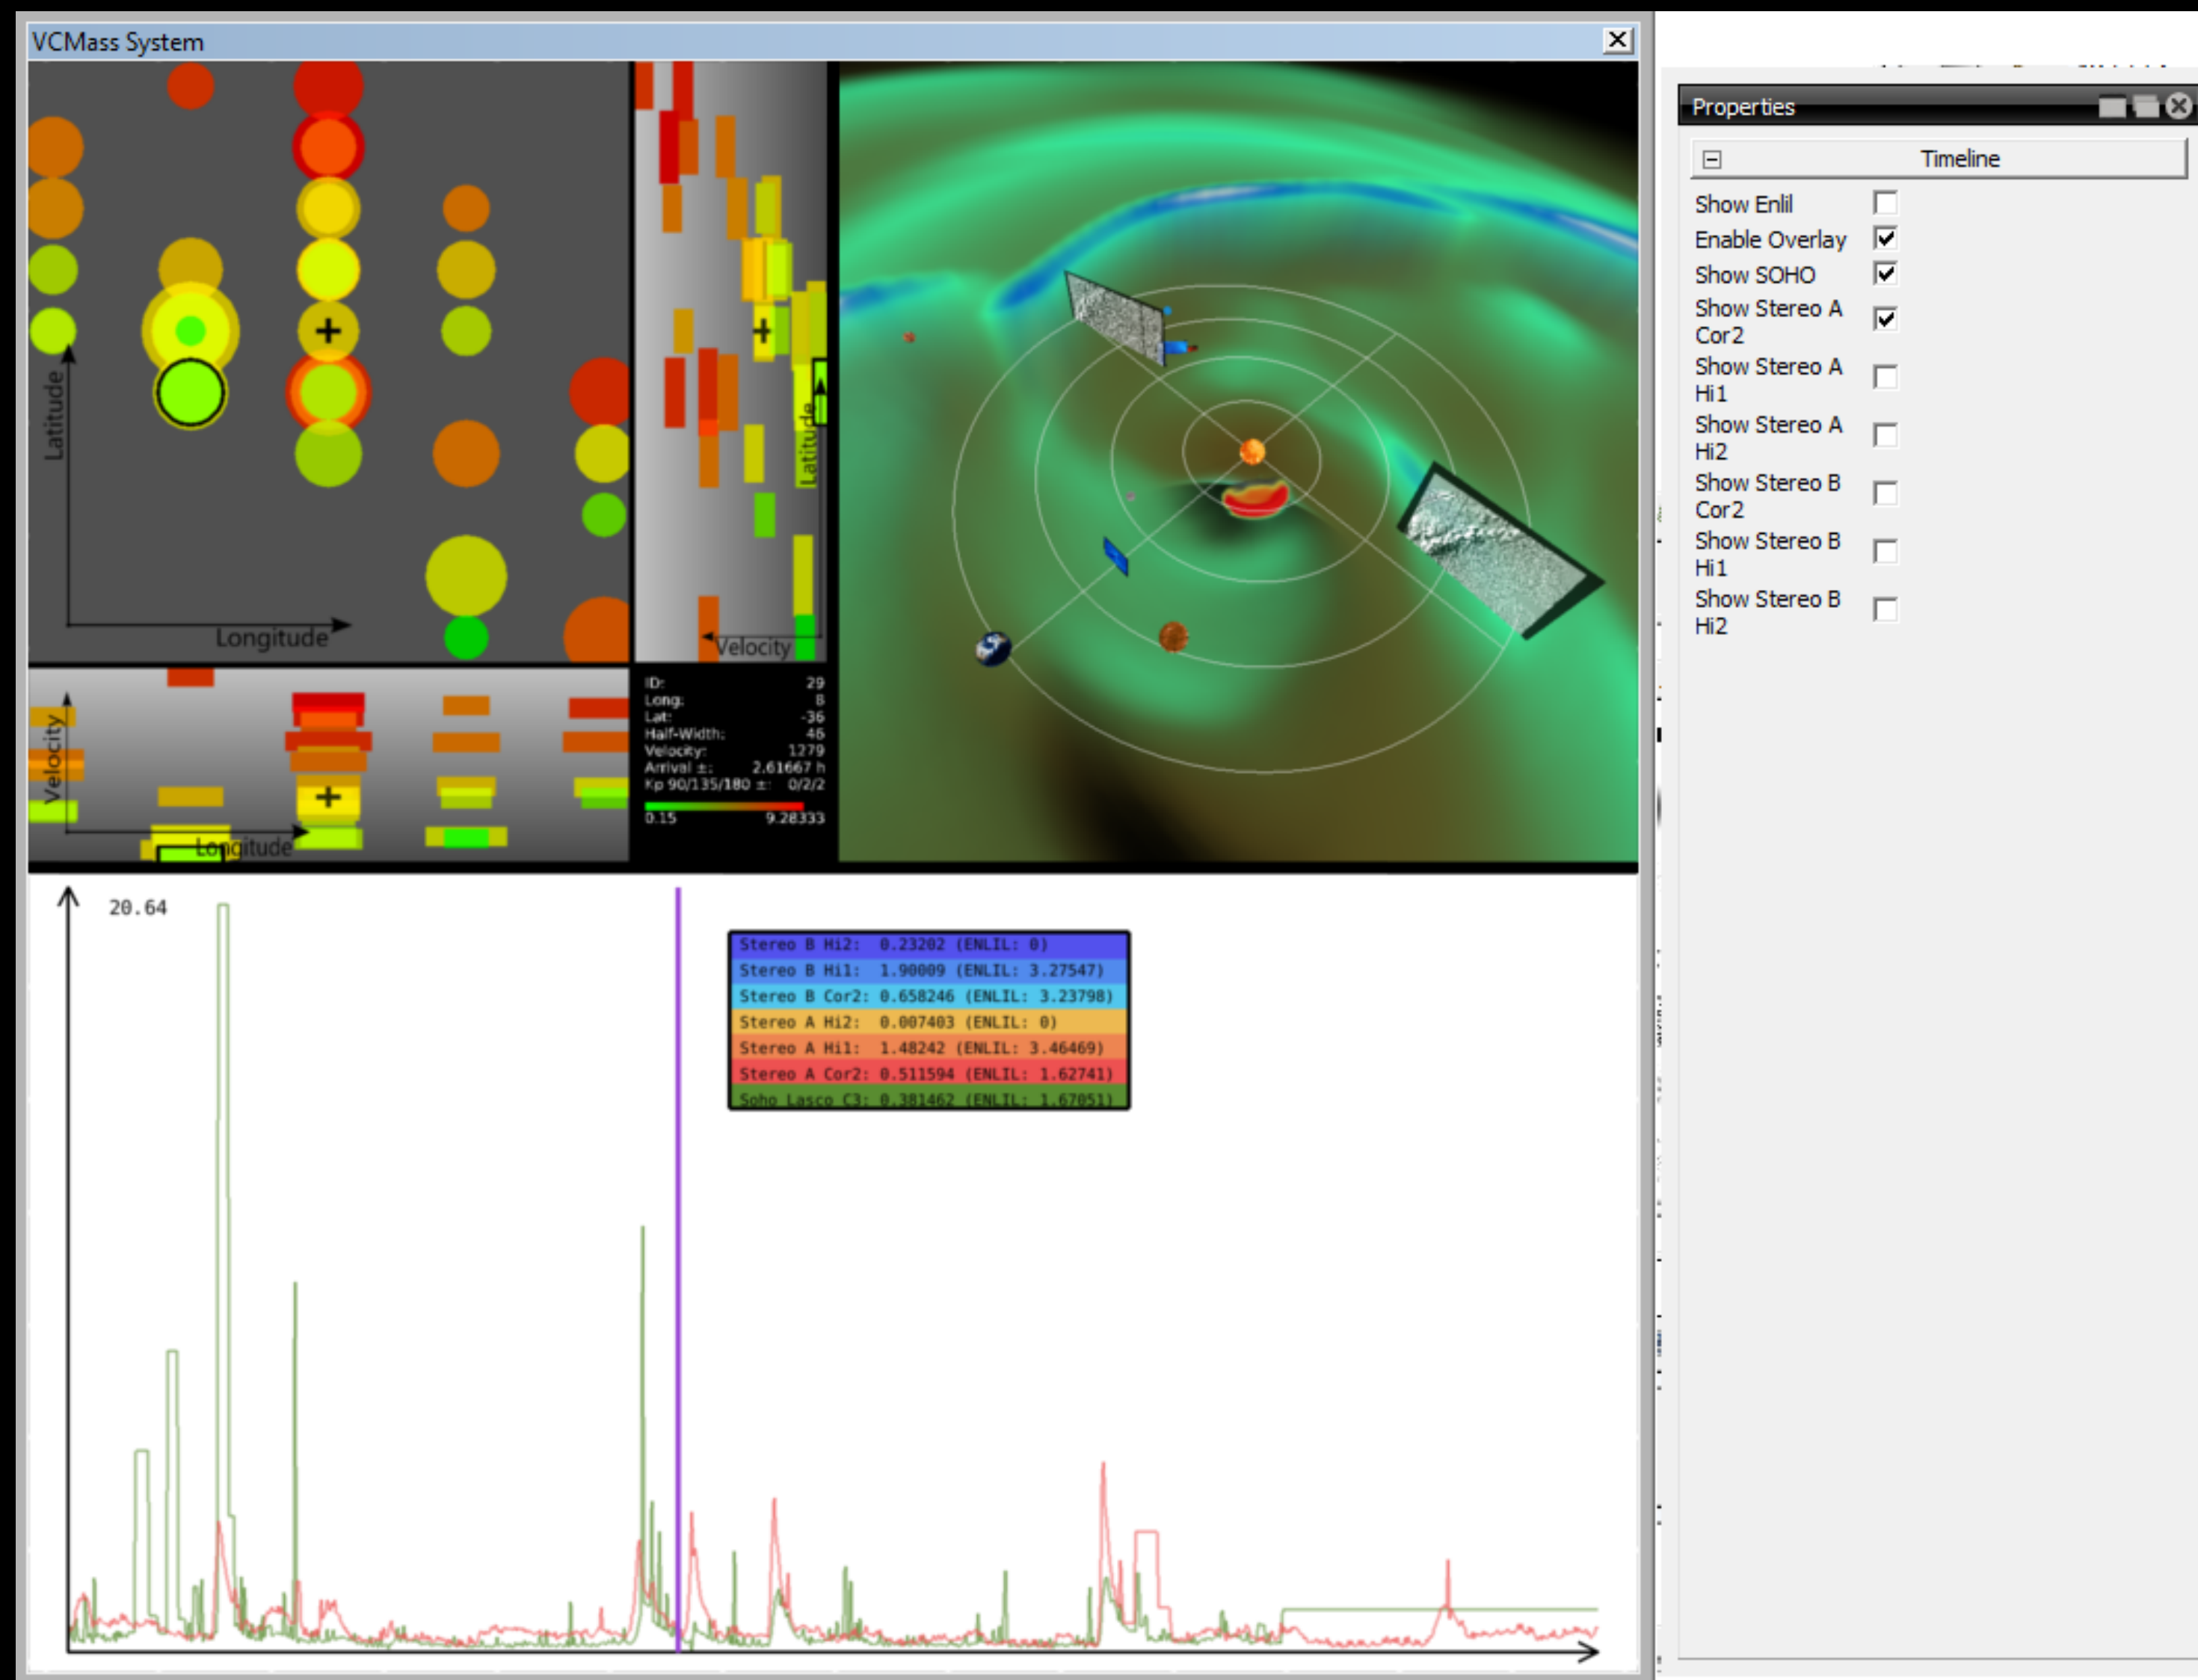 VCMass System
Latitude
Longitude
Latitude
Velocity
Velocity
Longitude
ID: 29
Long: 8
Lat: -36
Half-Width: 46
Velocity: 1279
Arrival ±: 2.61667 h
Kp 90/135/180 ±: 0/2/2
0.15 9.28333
20.64
Stereo B Hi2: 0.23202 (ENLIL: 0)
Stereo B Hi1: 1.90009 (ENLIL: 3.27547)
Stereo B Cor2: 0.658246 (ENLIL: 3.23798)
Stereo A Hi2: 0.007403 (ENLIL: 0)
Stereo A Hi1: 1.48242 (ENLIL: 3.46469)
Stereo A Cor2: 0.511594 (ENLIL: 1.62741)
Soho Lasco C3: 0.381462 (ENLIL: 1.67051)
Properties
Timeline
Show Enlil
Enable Overlay
Show SOHO
Show Stereo A
Cor2
Show Stereo A
Hi1
Show Stereo A
Hi2
Show Stereo B
Cor2
Show Stereo B
Hi1
Show Stereo B
Hi2